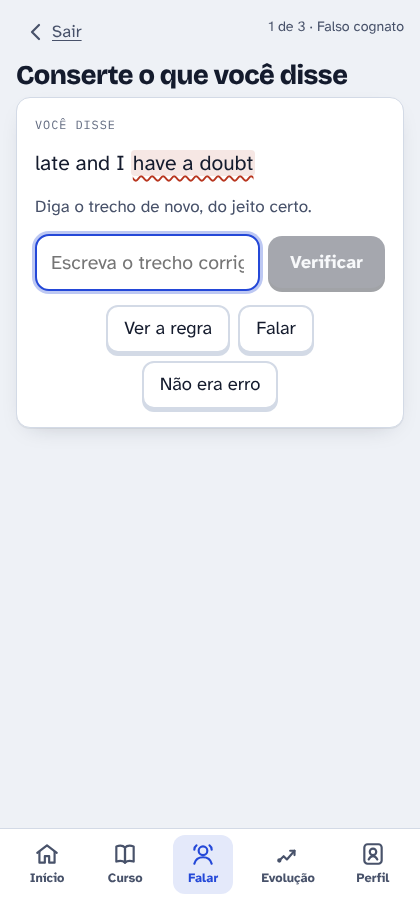 Sair
1 de 3 · Falso cognato
Conserte o que você disse
VOCÊ DISSE
late and I have a doubt
Diga o trecho de novo, do jeito certo.
Escreva o trecho corrig
Verificar
Ver a regra
Falar
Não era erro
Início
Curso
Falar
Evolução
Perfil